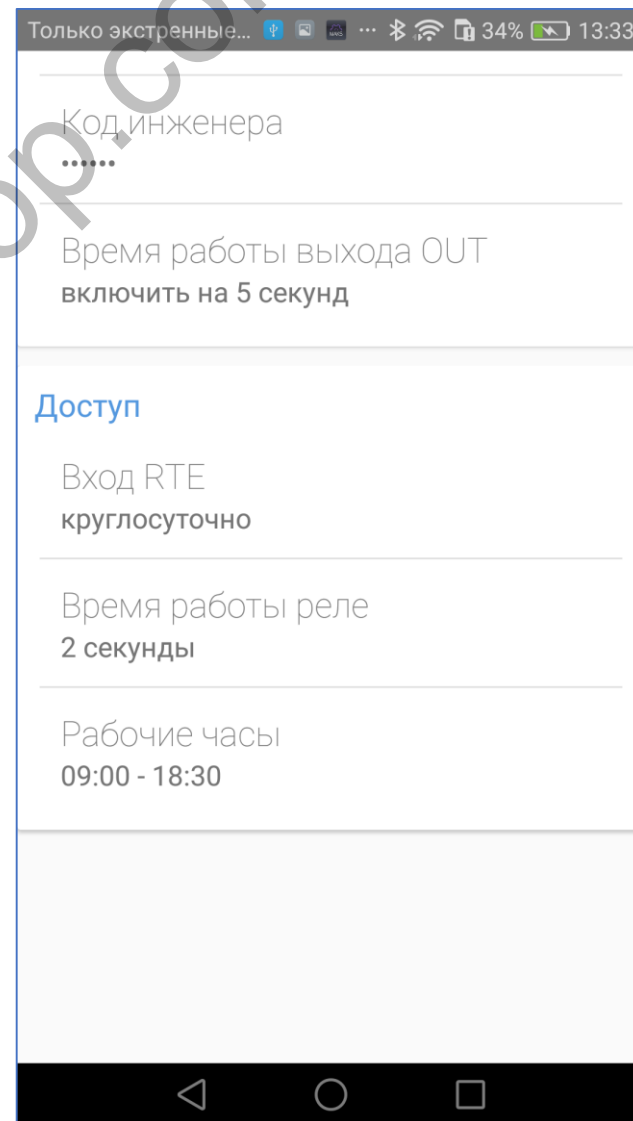 Только экстренные... 34% 13:33
Код инженера
••••••
Время работы выхода OUT
включить на 5 секунд
Доступ
Вход RTE
круглосуточно
Время работы реле
2 секунды
Рабочие часы
09:00 - 18:30